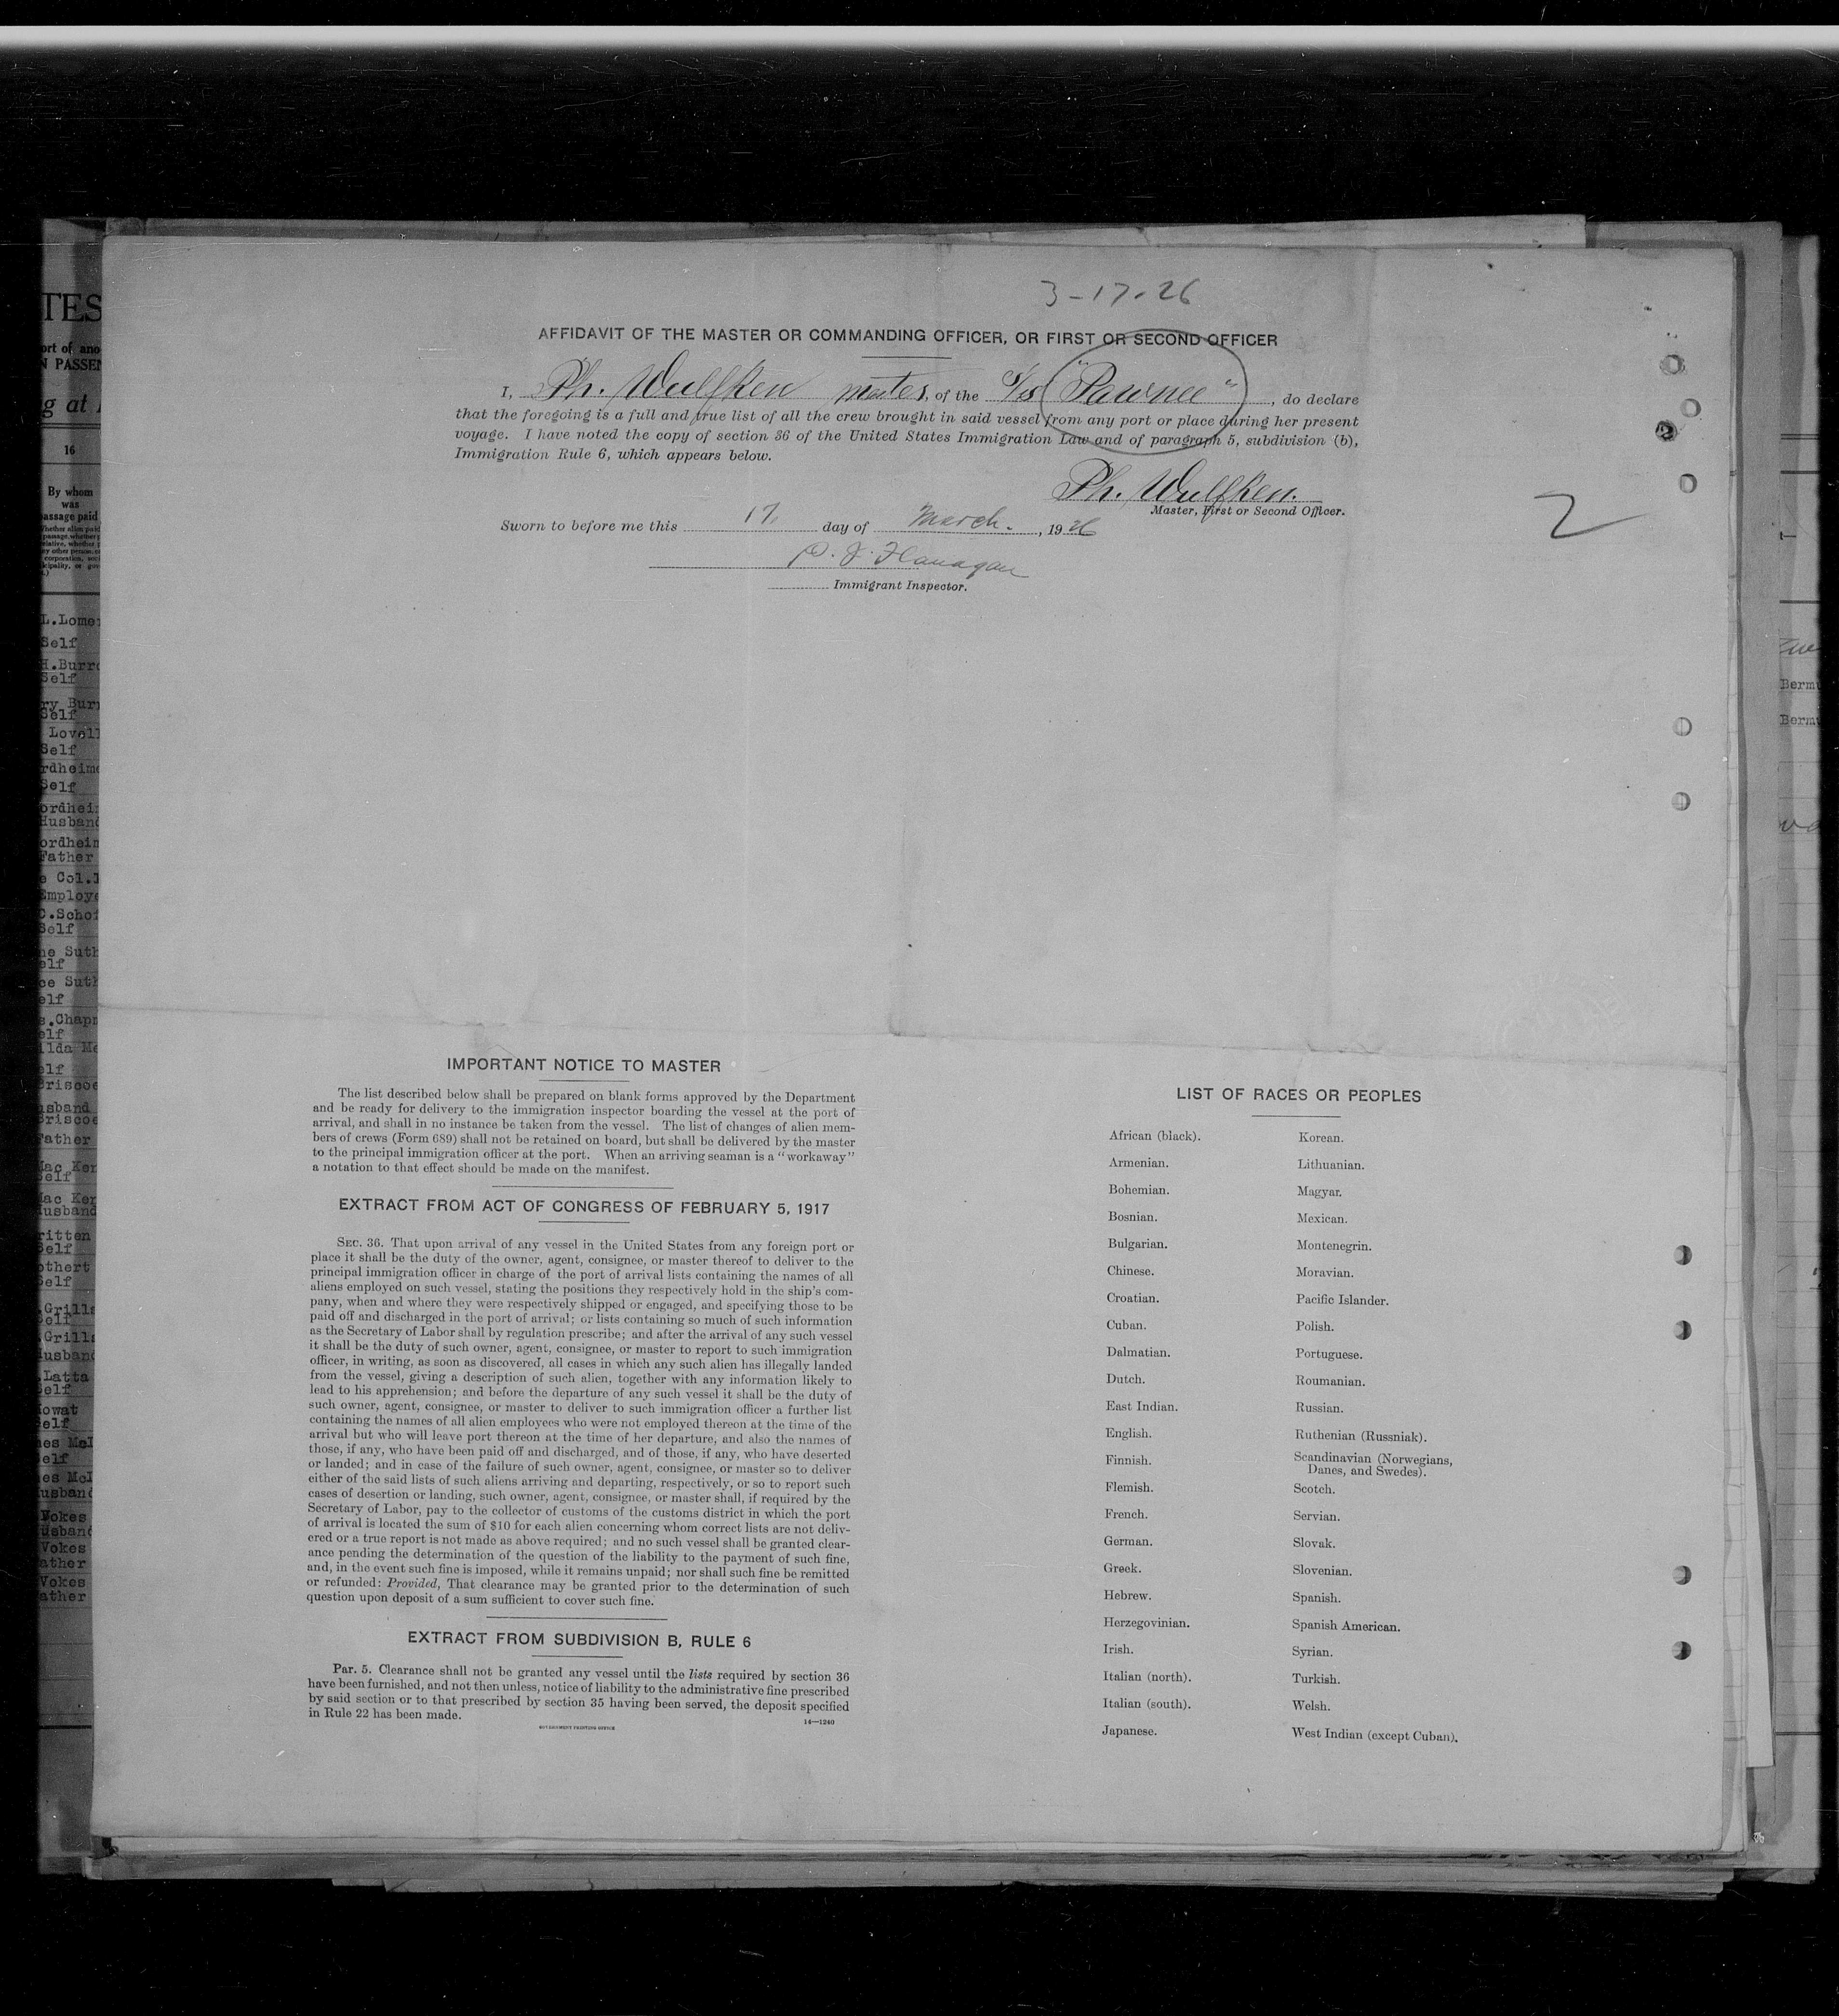 3-17-26
AFFIDAVIT OF THE MASTER OR COMMANDING OFFICER, OR FIRST OR SECOND OFFICER
I, Ph. Wulfken master, of the S/S "Pawnee", do declare
that the foregoing is a full and true list of all the crew brought in said vessel from any port or place during her present
voyage. I have noted the copy of section 36 of the United States Immigration Law and of paragraph 5, subdivision (b),
Immigration Rule 6, which appears below.
Ph. Wulfken.
Master, First or Second Officer.
2
Sworn to before me this 17. day of March., 1926
P. J. Flanagan
Immigrant Inspector.
IMPORTANT NOTICE TO MASTER
The list described below shall be prepared on blank forms approved by the Department
and be ready for delivery to the immigration inspector boarding the vessel at the port of
arrival, and shall in no instance be taken from the vessel. The list of changes of alien mem-
bers of crews (Form 689) shall not be retained on board, but shall be delivered by the master
to the principal immigration officer at the port. When an arriving seaman is a "workaway"
a notation to that effect should be made on the manifest.
EXTRACT FROM ACT OF CONGRESS OF FEBRUARY 5, 1917
SEC. 36. That upon arrival of any vessel in the United States from any foreign port or
place it shall be the duty of the owner, agent, consignee, or master thereof to deliver to the
principal immigration officer in charge of the port of arrival lists containing the names of all
aliens employed on such vessel, stating the positions they respectively hold in the ship's com-
pany, when and where they were respectively shipped or engaged, and specifying those to be
paid off and discharged in the port of arrival; or lists containing so much of such information
as the Secretary of Labor shall by regulation prescribe; and after the arrival of any such vessel
it shall be the duty of such owner, agent, consignee, or master to report to such immigration
officer, in writing, as soon as discovered, all cases in which any such alien has illegally landed
from the vessel, giving a description of such alien, together with any information likely to
lead to his apprehension; and before the departure of any such vessel it shall be the duty of
such owner, agent, consignee, or master to deliver to such immigration officer a further list
containing the names of all alien employees who were not employed thereon at the time of the
arrival but who will leave port thereon at the time of her departure, and also the names of
those, if any, who have been paid off and discharged, and of those, if any, who have deserted
or landed; and in case of the failure of such owner, agent, consignee, or master so to deliver
either of the said lists of such aliens arriving and departing, respectively, or so to report such
cases of desertion or landing, such owner, agent, consignee, or master shall, if required by the
Secretary of Labor, pay to the collector of customs of the customs district in which the port
of arrival is located the sum of $10 for each alien concerning whom correct lists are not deliv-
ered or a true report is not made as above required; and no such vessel shall be granted clear-
ance pending the determination of the question of the liability to the payment of such fine,
and, in the event such fine is imposed, while it remains unpaid; nor shall such fine be remitted
or refunded: Provided, That clearance may be granted prior to the determination of such
question upon deposit of a sum sufficient to cover such fine.
EXTRACT FROM SUBDIVISION B, RULE 6
Par. 5. Clearance shall not be granted any vessel until the lists required by section 36
have been furnished, and not then unless, notice of liability to the administrative fine prescribed
by said section or to that prescribed by section 35 having been served, the deposit specified
in Rule 22 has been made.
GOVERNMENT PRINTING OFFICE 14—1240
LIST OF RACES OR PEOPLES
African (black).
Armenian.
Bohemian.
Bosnian.
Bulgarian.
Chinese.
Croatian.
Cuban.
Dalmatian.
Dutch.
East Indian.
English.
Finnish.
Flemish.
French.
German.
Greek.
Hebrew.
Herzegovinian.
Irish.
Italian (north).
Italian (south).
Japanese.
Korean.
Lithuanian.
Magyar.
Mexican.
Montenegrin.
Moravian.
Pacific Islander.
Polish.
Portuguese.
Roumanian.
Russian.
Ruthenian (Russniak).
Scandinavian (Norwegians,
Danes, and Swedes).
Scotch.
Servian.
Slovak.
Slovenian.
Spanish.
Spanish American.
Syrian.
Turkish.
Welsh.
West Indian (except Cuban).